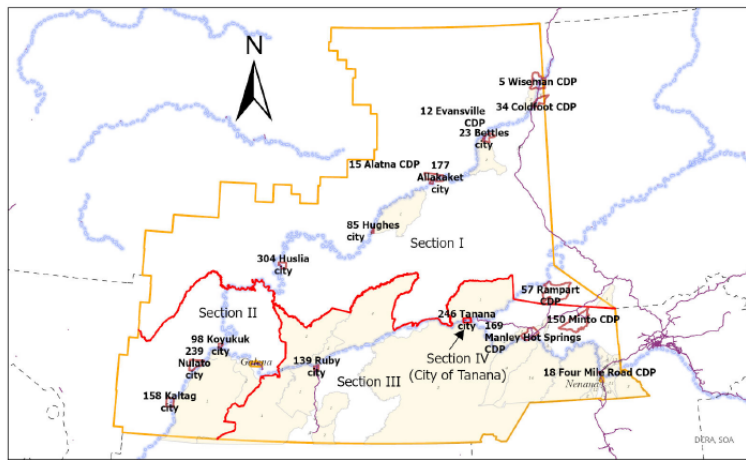 N
5 Wiseman CDP
34 Coldfoot CDP
12 Evansville
CDP
23 Bettles
city
15 Alatna CDP
177
Allakaket
city
85 Hughes
city
Section I
304 Huslia
city
Section II
57 Rampart
CDP
246 Tanana
city
150 Minto CDP
169
Manley Hot Springs
CDP
98 Koyukuk
city
239
Nulato
city
Galena
139 Ruby
city
Section IV
(City of Tanana)
Section III
18 Four Mile Road CDP
Nenana
158 Kaltag
city
DCRA, SOA